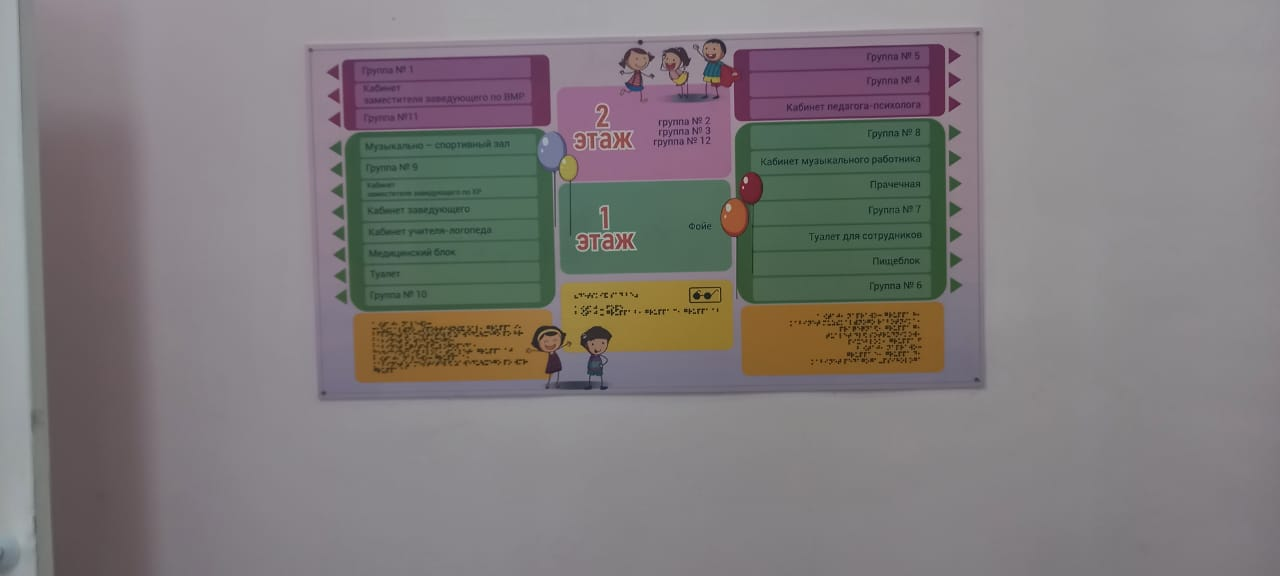 Группа № 1
Кабинет
заместителя заведующего по ВМР
Группа №11
2
этаж
группа № 2
группа № 3
группа № 12
Группа № 5
Группа № 4
Кабинет педагога-психолога
Музыкально – спортивный зал
Группа № 9
Кабинет
заместителя заведующего по ХР
Кабинет заведующего
Кабинет учителя-логопеда
Медицинский блок
Туалет
Группа № 10
1
этаж
Фойе
Группа № 8
Кабинет музыкального работника
Прачечная
Группа № 7
Туалет для сотрудников
Пищеблок
Группа № 6